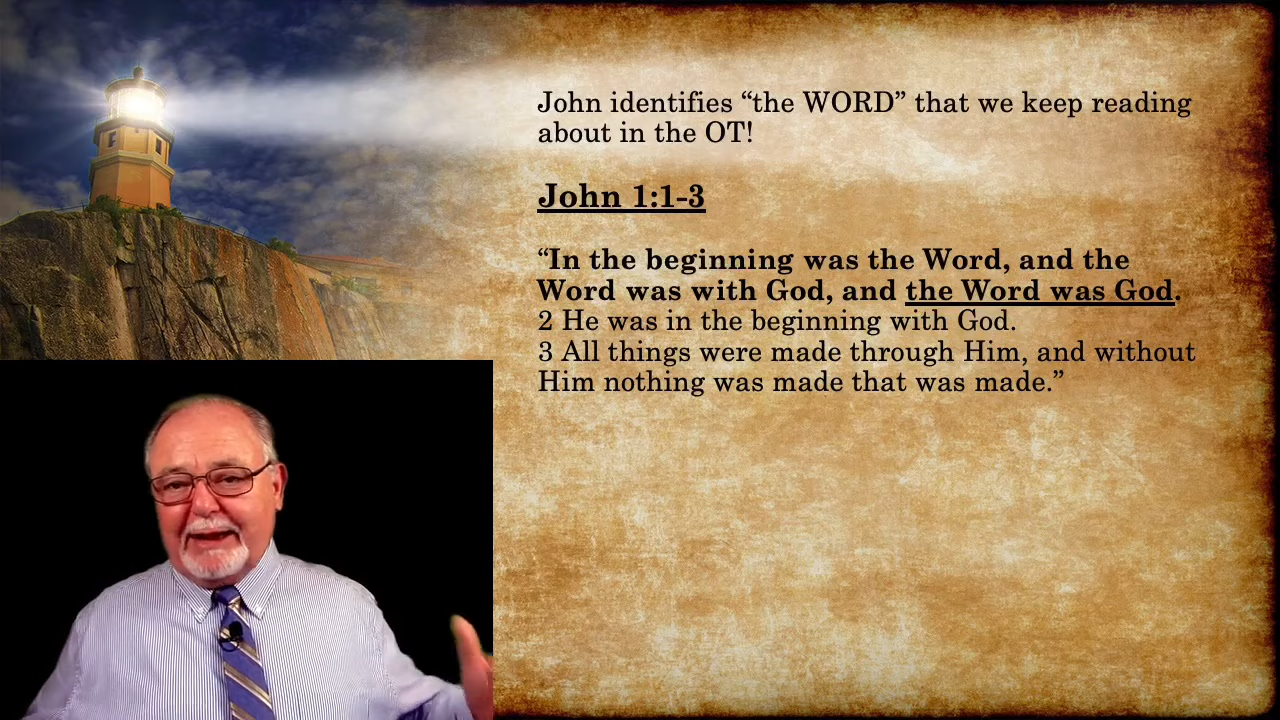 John identifies “the WORD” that we keep reading
about in the OT!
John 1:1-3
“In the beginning was the Word, and the
Word was with God, and the Word was God.
2 He was in the beginning with God.
3 All things were made through Him, and without
Him nothing was made that was made.”